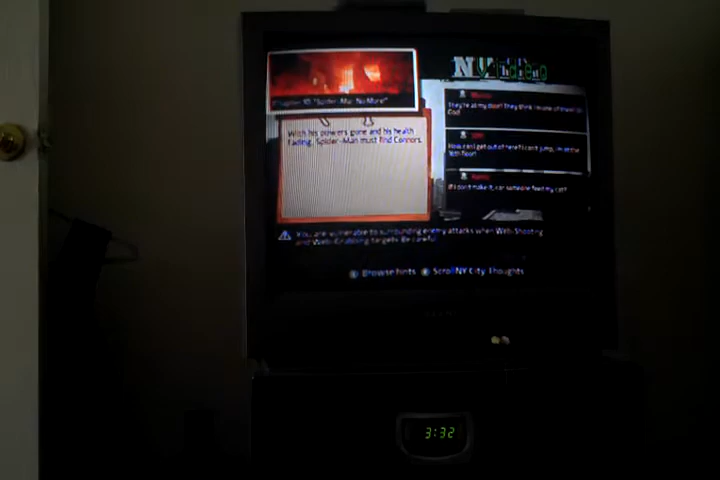 Chapter 10: "Spider-Man No More"
With his powers gone and his health
fading, Spider-Man must find Connors.
NY
They're at my door! They think I'm one of them! Oh
God!
How can I get out of here? I can't jump, I'm on the
16th floor!
If I don't make it, can someone feed my cat?
You are vulnerable to surrounding enemy attacks when Web-Shooting
and Web-Grabbing targets. Be careful!
Browse hints Scroll NY City Thoughts
3:32